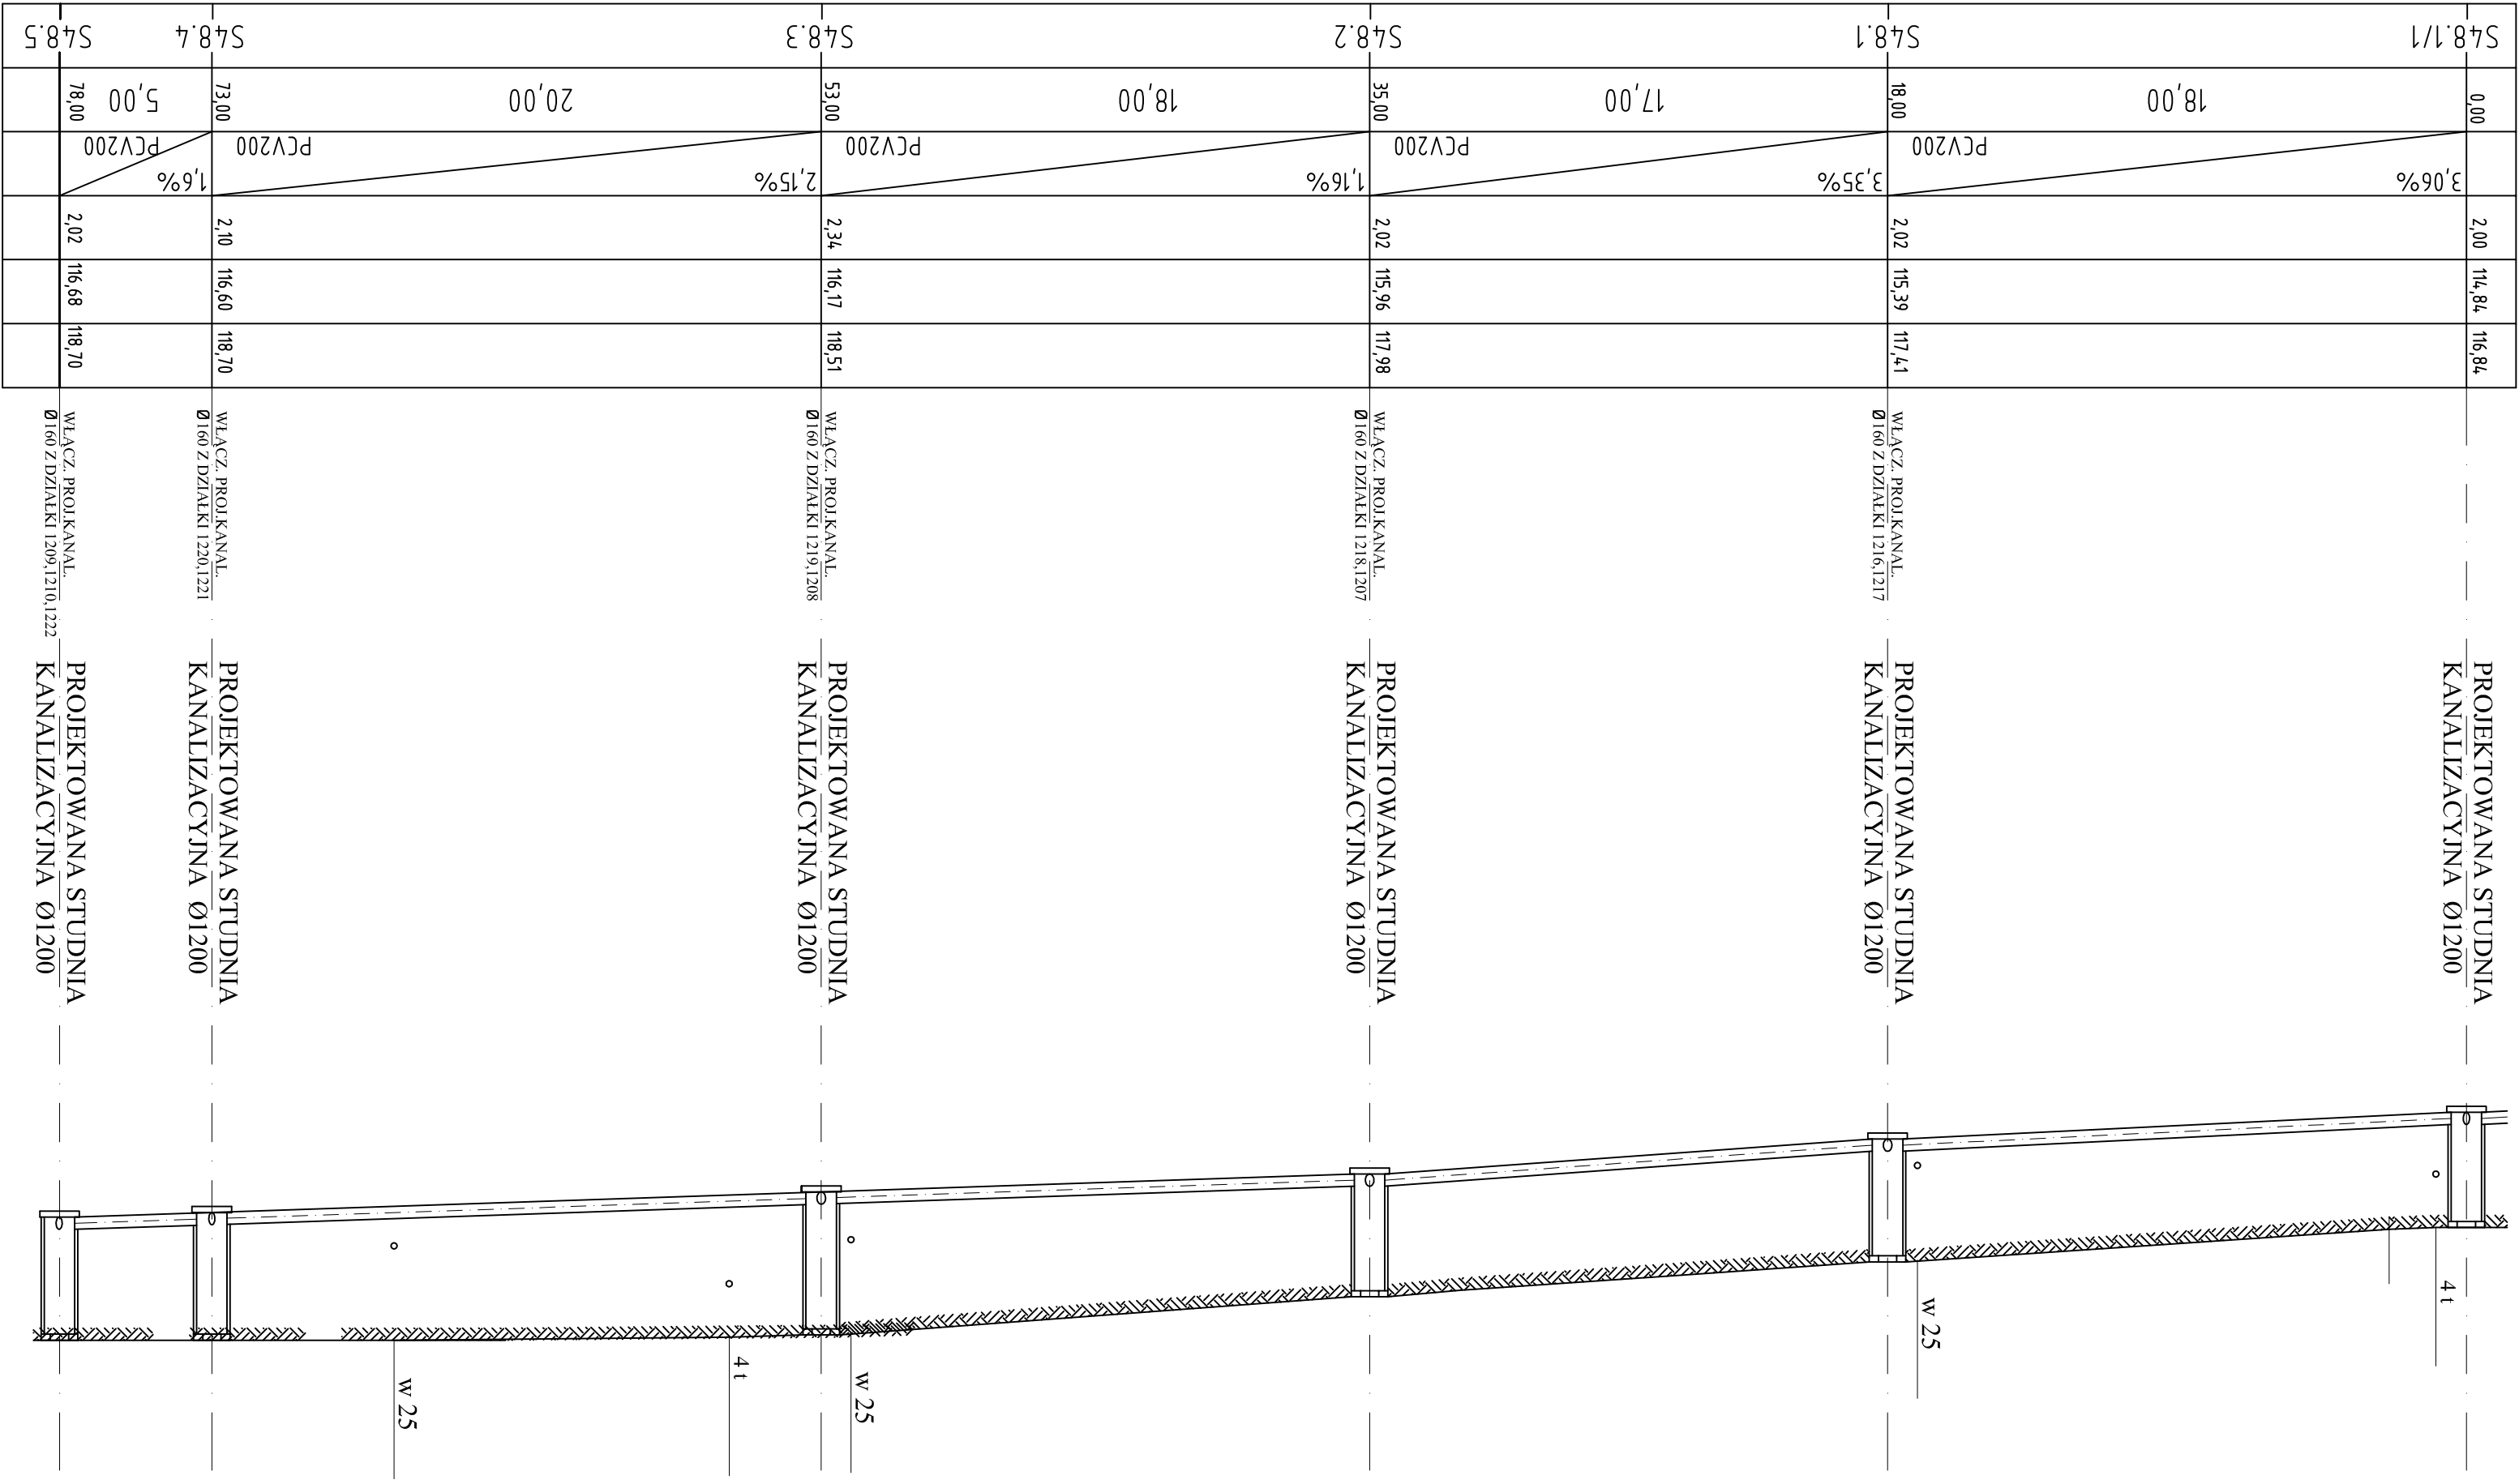 S48.1/1
S48.1
S48.2
S48.3
S48.4
S48.5
0,00
18,00
18,00
17,00
35,00
18,00
53,00
20,00
73,00
5,00
78,00
3,06%
PCV200
3,35%
PCV200
1,16%
PCV200
2,15%
PCV200
1,6%
PCV200
2,00
2,02
2,02
2,34
2,10
2,02
114,84
115,39
115,96
116,17
116,60
116,68
116,84
117,41
117,98
118,51
118,70
118,70
WŁĄCZ. PROJ.KANAL.
Ø160 Z DZIAŁKI 1216,1217
WŁĄCZ. PROJ.KANAL.
Ø160 Z DZIAŁKI 1218,1207
WŁĄCZ. PROJ.KANAL.
Ø160 Z DZIAŁKI 1219,1208
WŁĄCZ. PROJ.KANAL.
Ø160 Z DZIAŁKI 1220,1221
WŁĄCZ. PROJ.KANAL.
Ø160 Z DZIAŁKI 1209,1210,1222
PROJEKTOWANA STUDNIA
KANALIZACYJNA Ø1200
PROJEKTOWANA STUDNIA
KANALIZACYJNA Ø1200
PROJEKTOWANA STUDNIA
KANALIZACYJNA Ø1200
PROJEKTOWANA STUDNIA
KANALIZACYJNA Ø1200
PROJEKTOWANA STUDNIA
KANALIZACYJNA Ø1200
PROJEKTOWANA STUDNIA
KANALIZACYJNA Ø1200
4 t
w 25
w 25
4 t
w 25